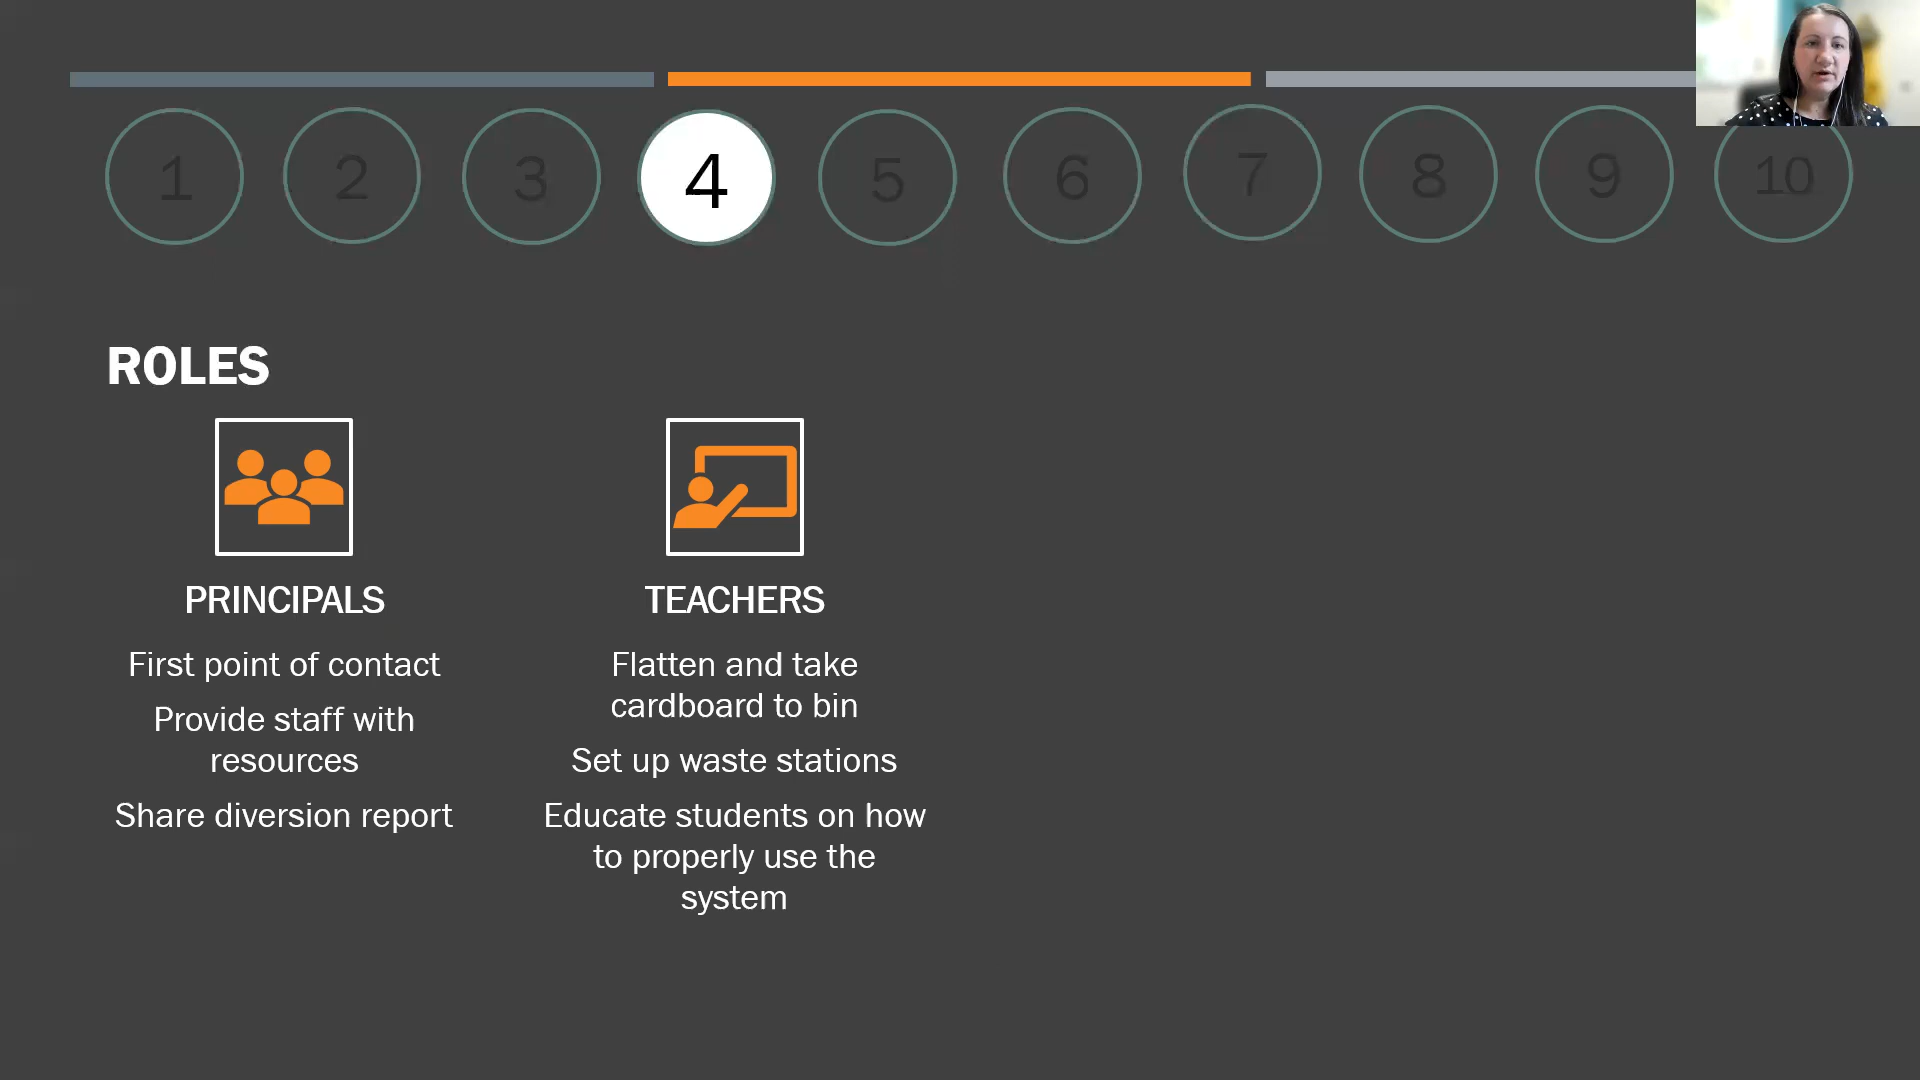 1
2
3
4
5
6
7
8
9
10
ROLES
PRINCIPALS
First point of contact
Provide staff with
resources
Share diversion report
TEACHERS
Flatten and take
cardboard to bin
Set up waste stations
Educate students on how
to properly use the
system